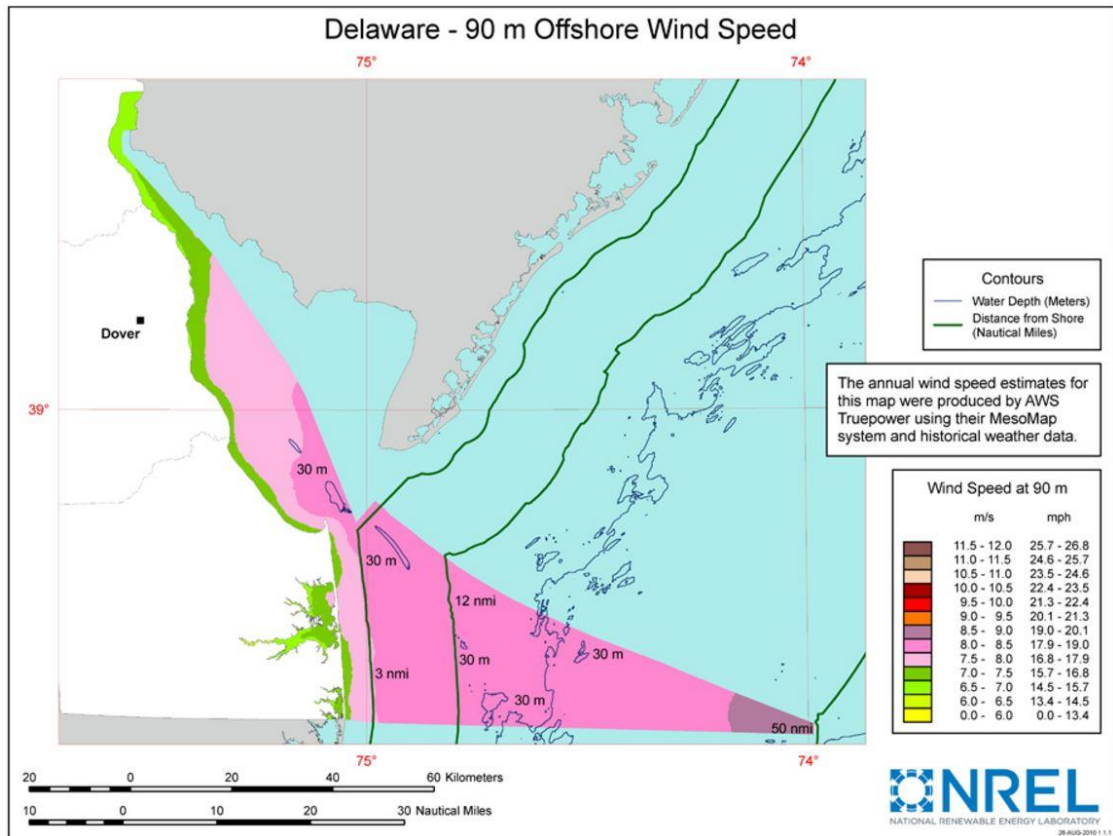 Delaware - 90 m Offshore Wind Speed
75°
74°
Contours
Water Depth (Meters)
Distance from Shore
(Nautical Miles)
Dover
The annual wind speed estimates for
this map were produced by AWS
Truepower using their MesoMap
system and historical weather data.
39°
30 m
30 m
12 nmi
30 m
30 m
3 nmi
30 m
50 nmi
Wind Speed at 90 m
m/s mph
11.5 - 12.0 25.7 - 26.8
11.0 - 11.5 24.6 - 25.7
10.5 - 11.0 23.5 - 24.6
10.0 - 10.5 22.4 - 23.5
9.5 - 10.0 21.3 - 22.4
9.0 - 9.5 20.1 - 21.3
8.5 - 9.0 19.0 - 20.1
8.0 - 8.5 17.9 - 19.0
7.5 - 8.0 16.8 - 17.9
7.0 - 7.5 15.7 - 16.8
6.5 - 7.0 14.5 - 15.7
6.0 - 6.5 13.4 - 14.5
0.0 - 6.0 0.0 - 13.4
75°
74°
20 0 20 40 60 Kilometers
10 0 10 20 30 Nautical Miles
NREL
NATIONAL RENEWABLE ENERGY LABORATORY
26-AUG-2010 1.1.1